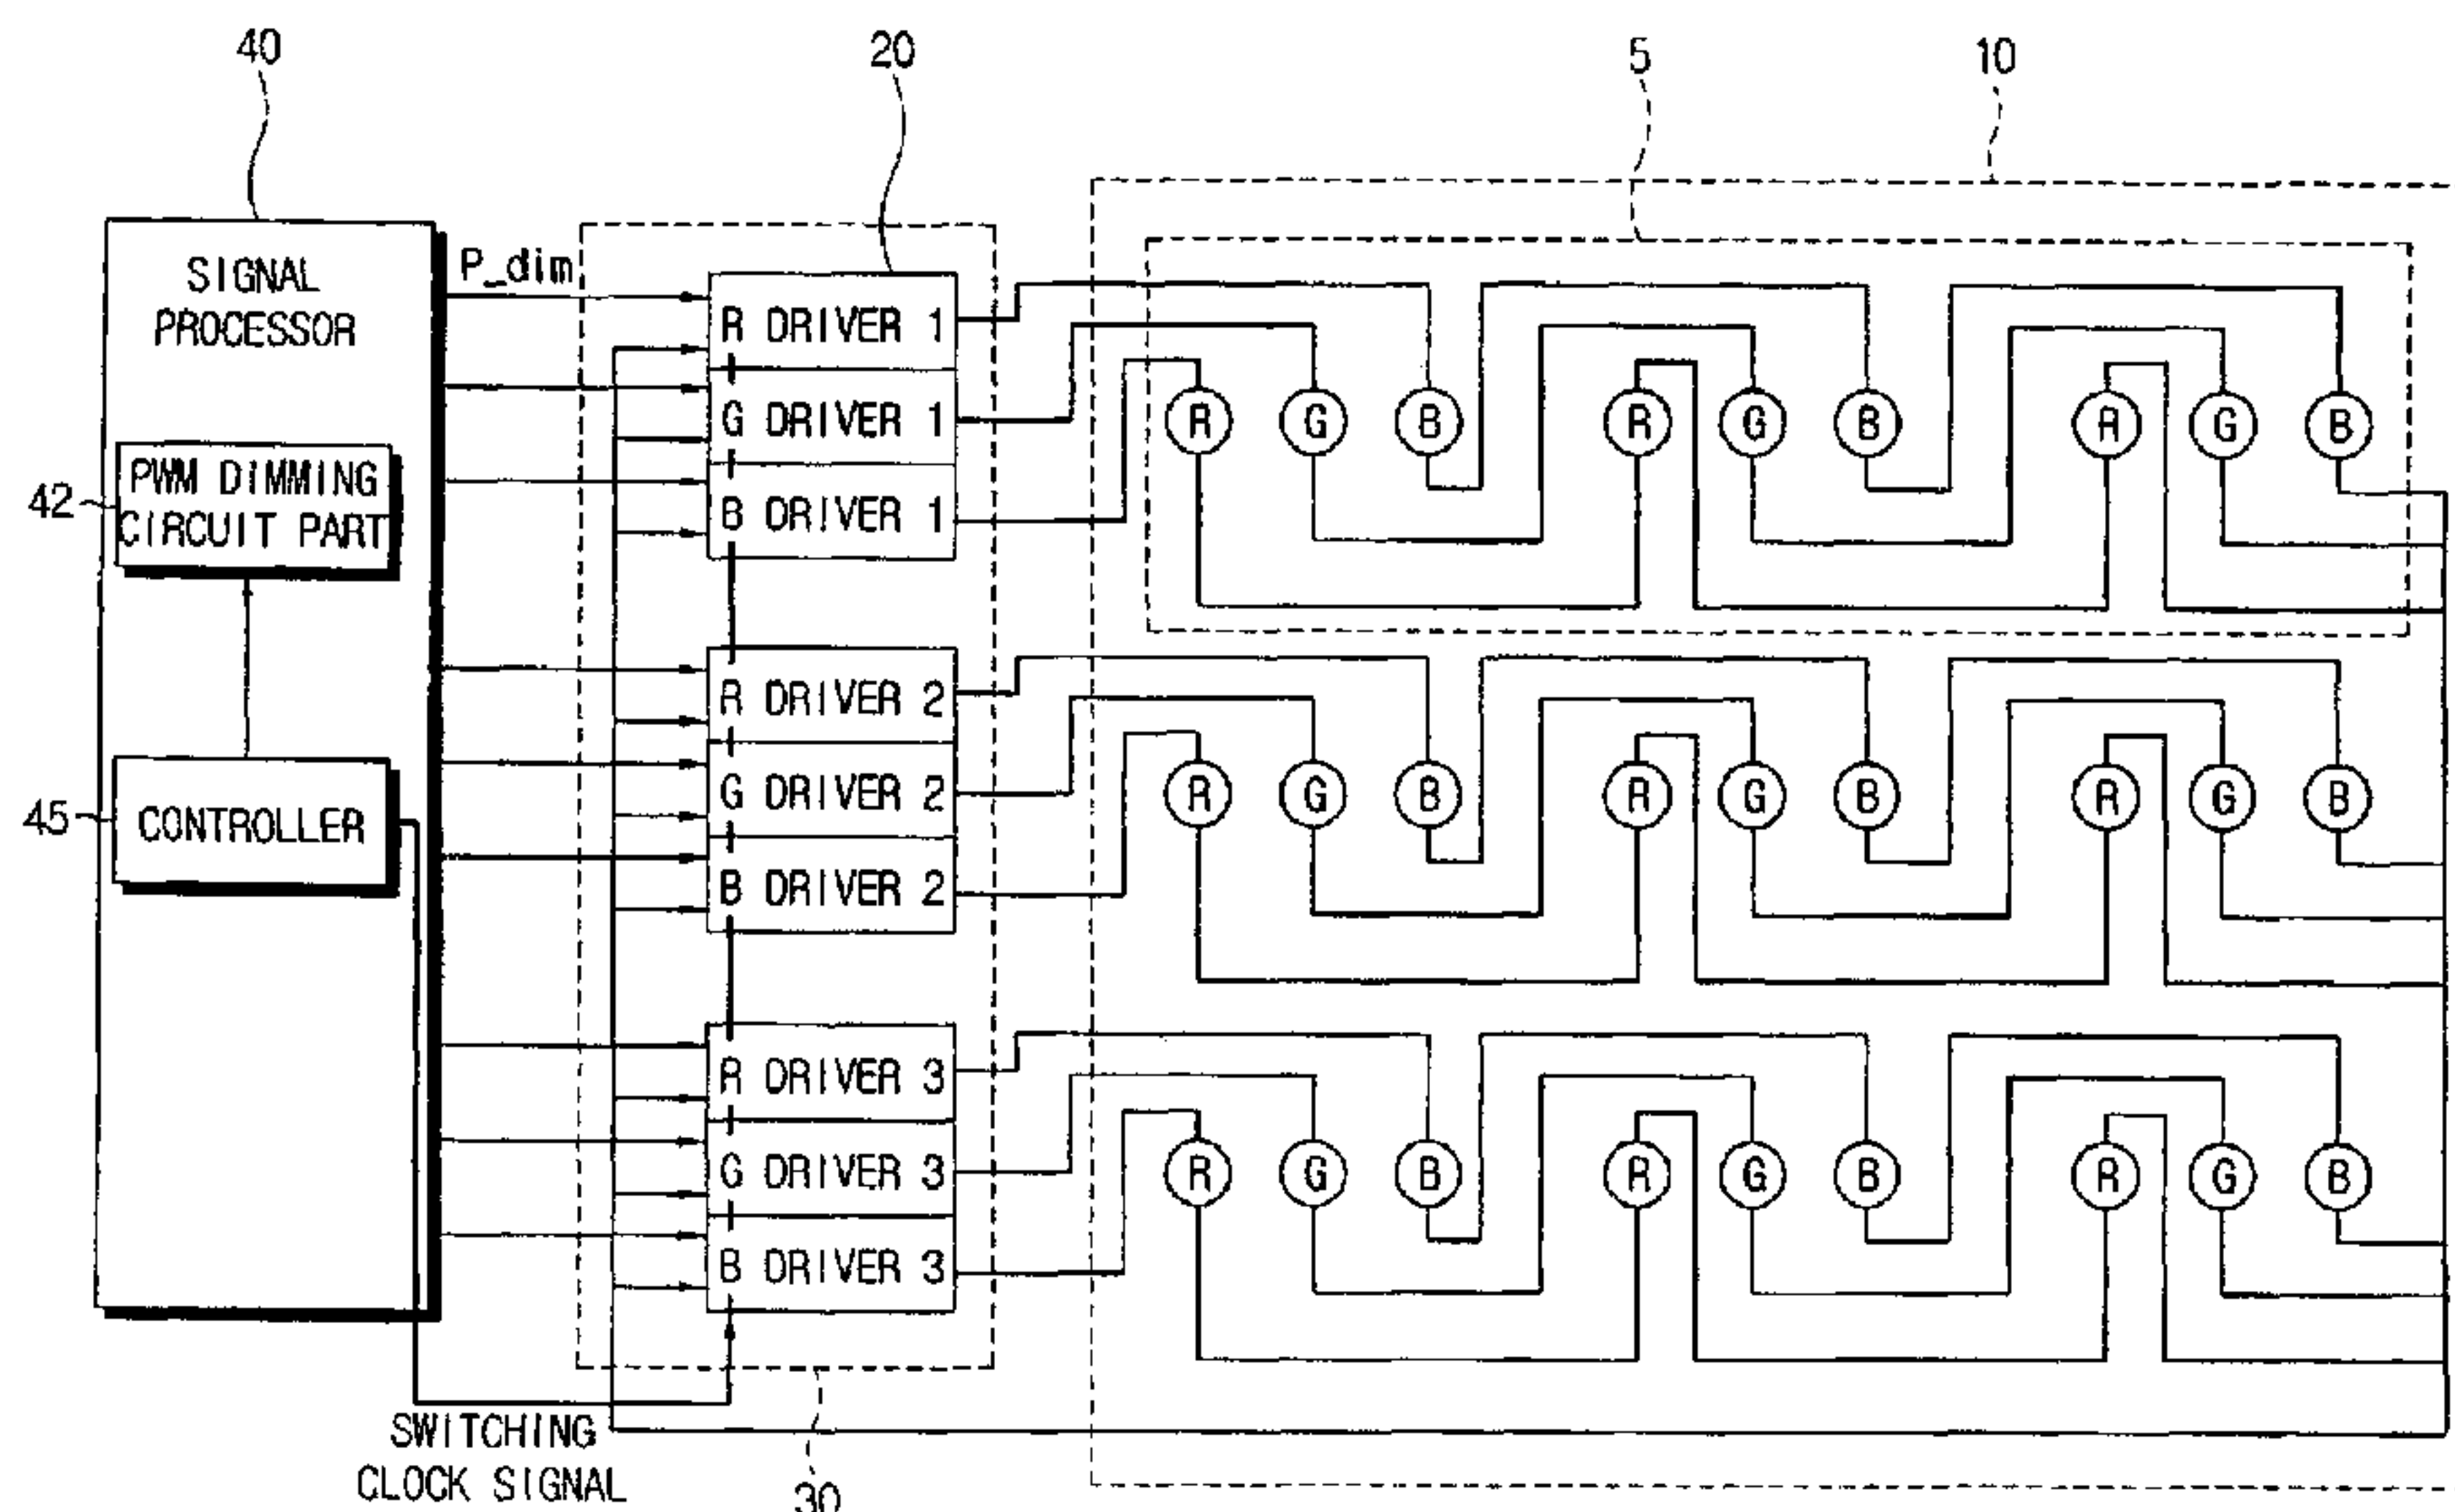 40
20
5
10
SIGNAL
PROCESSOR
P_dim
R DRIVER 1
G DRIVER 1
B DRIVER 1
R G B R G B R G B
42
PWM DIMMING
CIRCUIT PART
R DRIVER 2
G DRIVER 2
B DRIVER 2
R G B R G B R G B
45
CONTROLLER
R DRIVER 3
G DRIVER 3
B DRIVER 3
R G B R G B R G B
SWITCHING
CLOCK SIGNAL
30